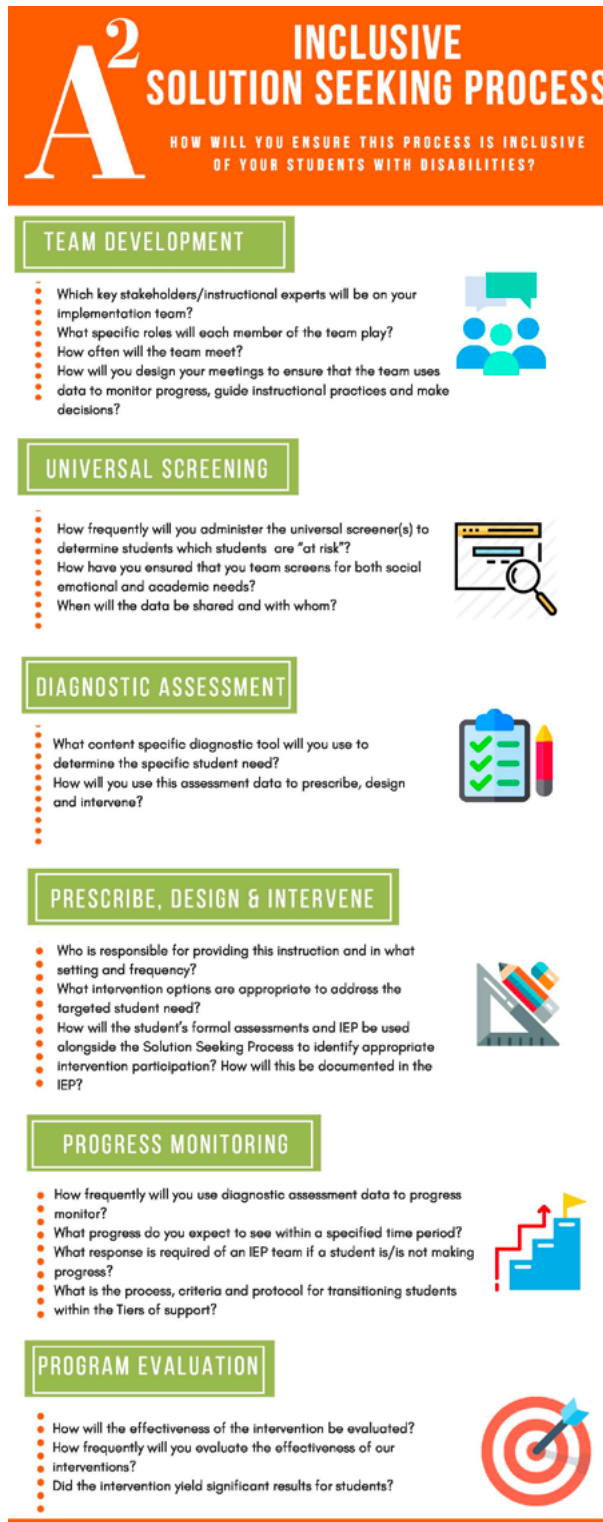 A²
INCLUSIVE
SOLUTION SEEKING PROCESS
HOW WILL YOU ENSURE THIS PROCESS IS INCLUSIVE
OF YOUR STUDENTS WITH DISABILITIES?
TEAM DEVELOPMENT
Which key stakeholders/instructional experts will be on your
implementation team?
What specific roles will each member of the team play?
How often will the team meet?
How will you design your meetings to ensure that the team uses
data to monitor progress, guide instructional practices and make
decisions?
UNIVERSAL SCREENING
How frequently will you administer the universal screener(s) to
determine students which students are "at risk"?
How have you ensured that you team screens for both social
emotional and academic needs?
When will the data be shared and with whom?
DIAGNOSTIC ASSESSMENT
What content specific diagnostic tool will you use to
determine the specific student need?
How will you use this assessment data to prescribe, design
and intervene?
PRESCRIBE, DESIGN & INTERVENE
Who is responsible for providing this instruction and in what
setting and frequency?
What intervention options are appropriate to address the
targeted student need?
How will the student's formal assessments and IEP be used
alongside the Solution Seeking Process to identify appropriate
intervention participation? How will this be documented in the
IEP?
PROGRESS MONITORING
How frequently will you use diagnostic assessment data to progress
monitor?
What progress do you expect to see within a specified time period?
What response is required of an IEP team if a student is/is not making
progress?
What is the process, criteria and protocol for transitioning students
within the Tiers of support?
PROGRAM EVALUATION
How will the effectiveness of the intervention be evaluated?
How frequently will you evaluate the effectiveness of our
interventions?
Did the intervention yield significant results for students?